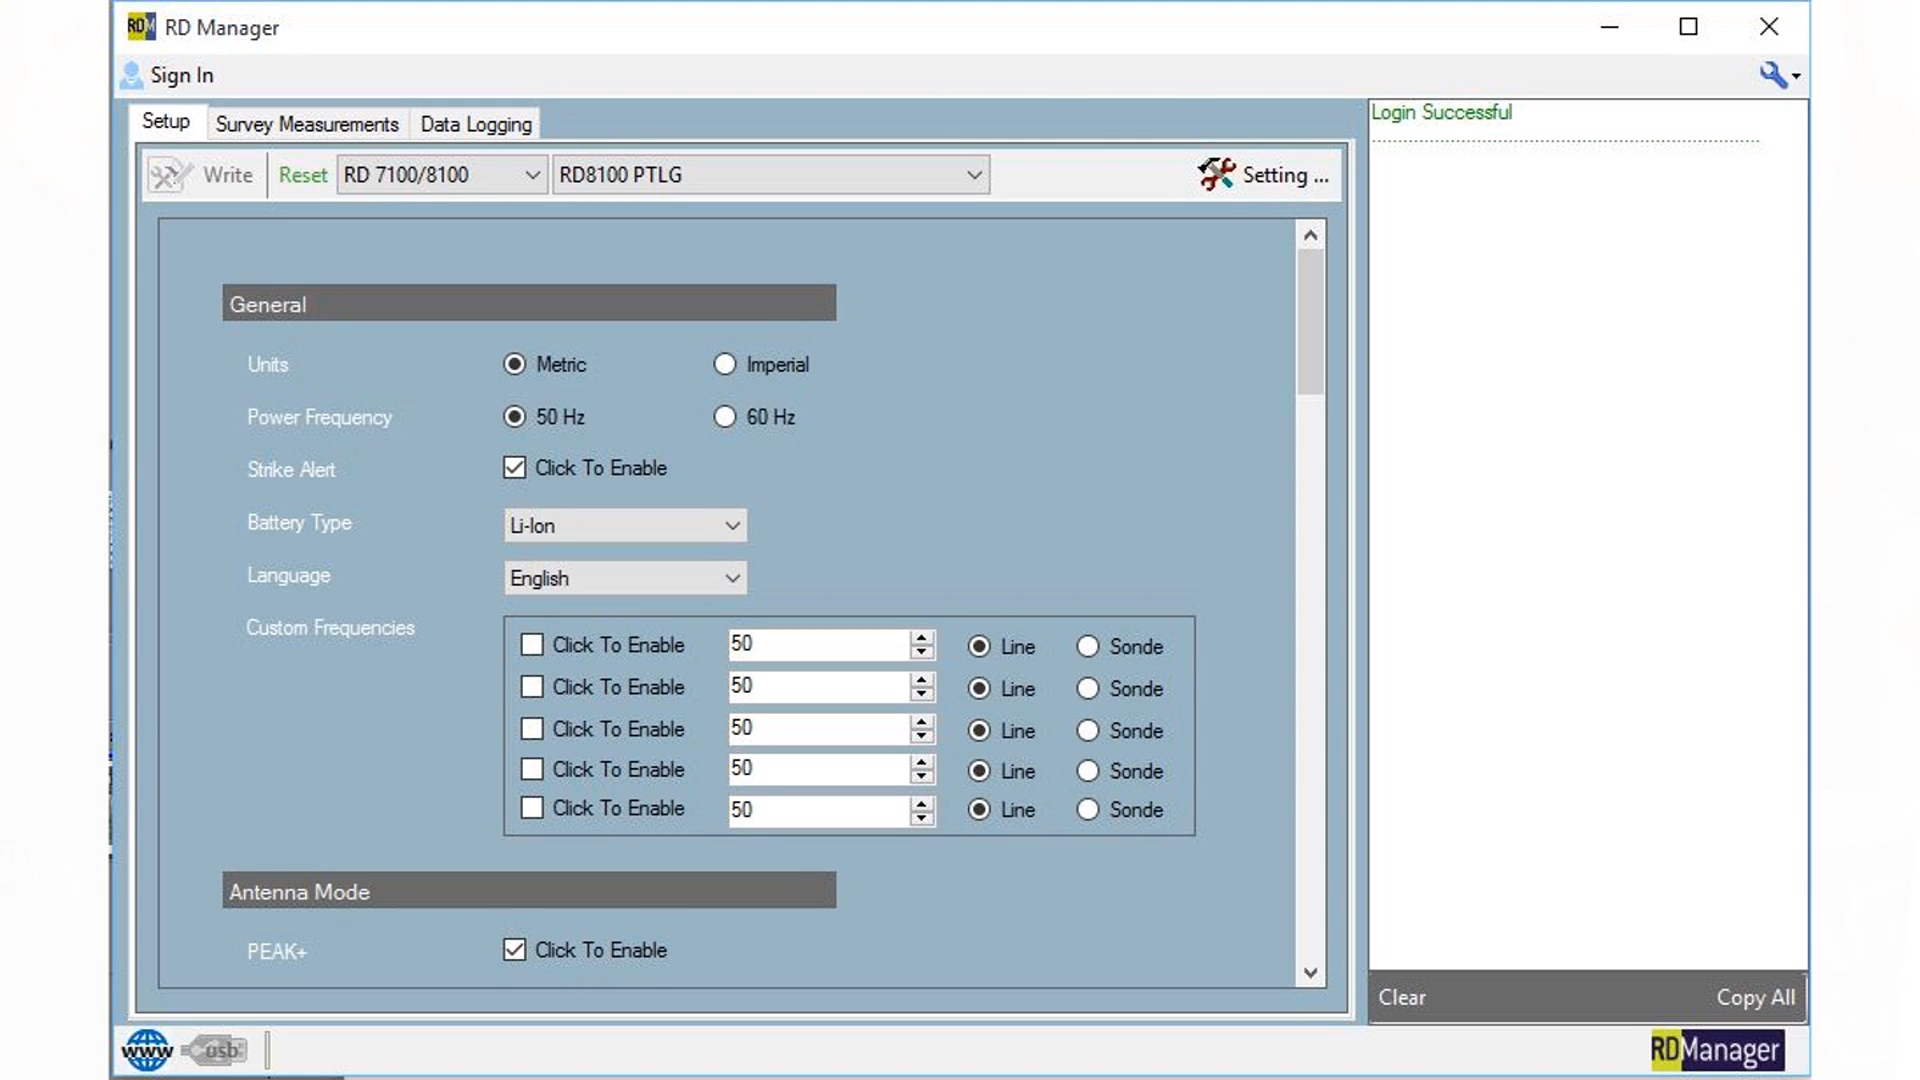 RDM RD Manager
Sign In
Setup Survey Measurements Data Logging
Write Reset RD 7100/8100 RD8100 PTLG Setting ...
General
Units Metric Imperial
Power Frequency 50 Hz 60 Hz
Strike Alert Click To Enable
Battery Type Li-Ion
Language English
Custom Frequencies
Click To Enable 50 Line Sonde
Click To Enable 50 Line Sonde
Click To Enable 50 Line Sonde
Click To Enable 50 Line Sonde
Click To Enable 50 Line Sonde
Antenna Mode
PEAK+ Click To Enable
Login Successful
Clear Copy All
www usb RDManager